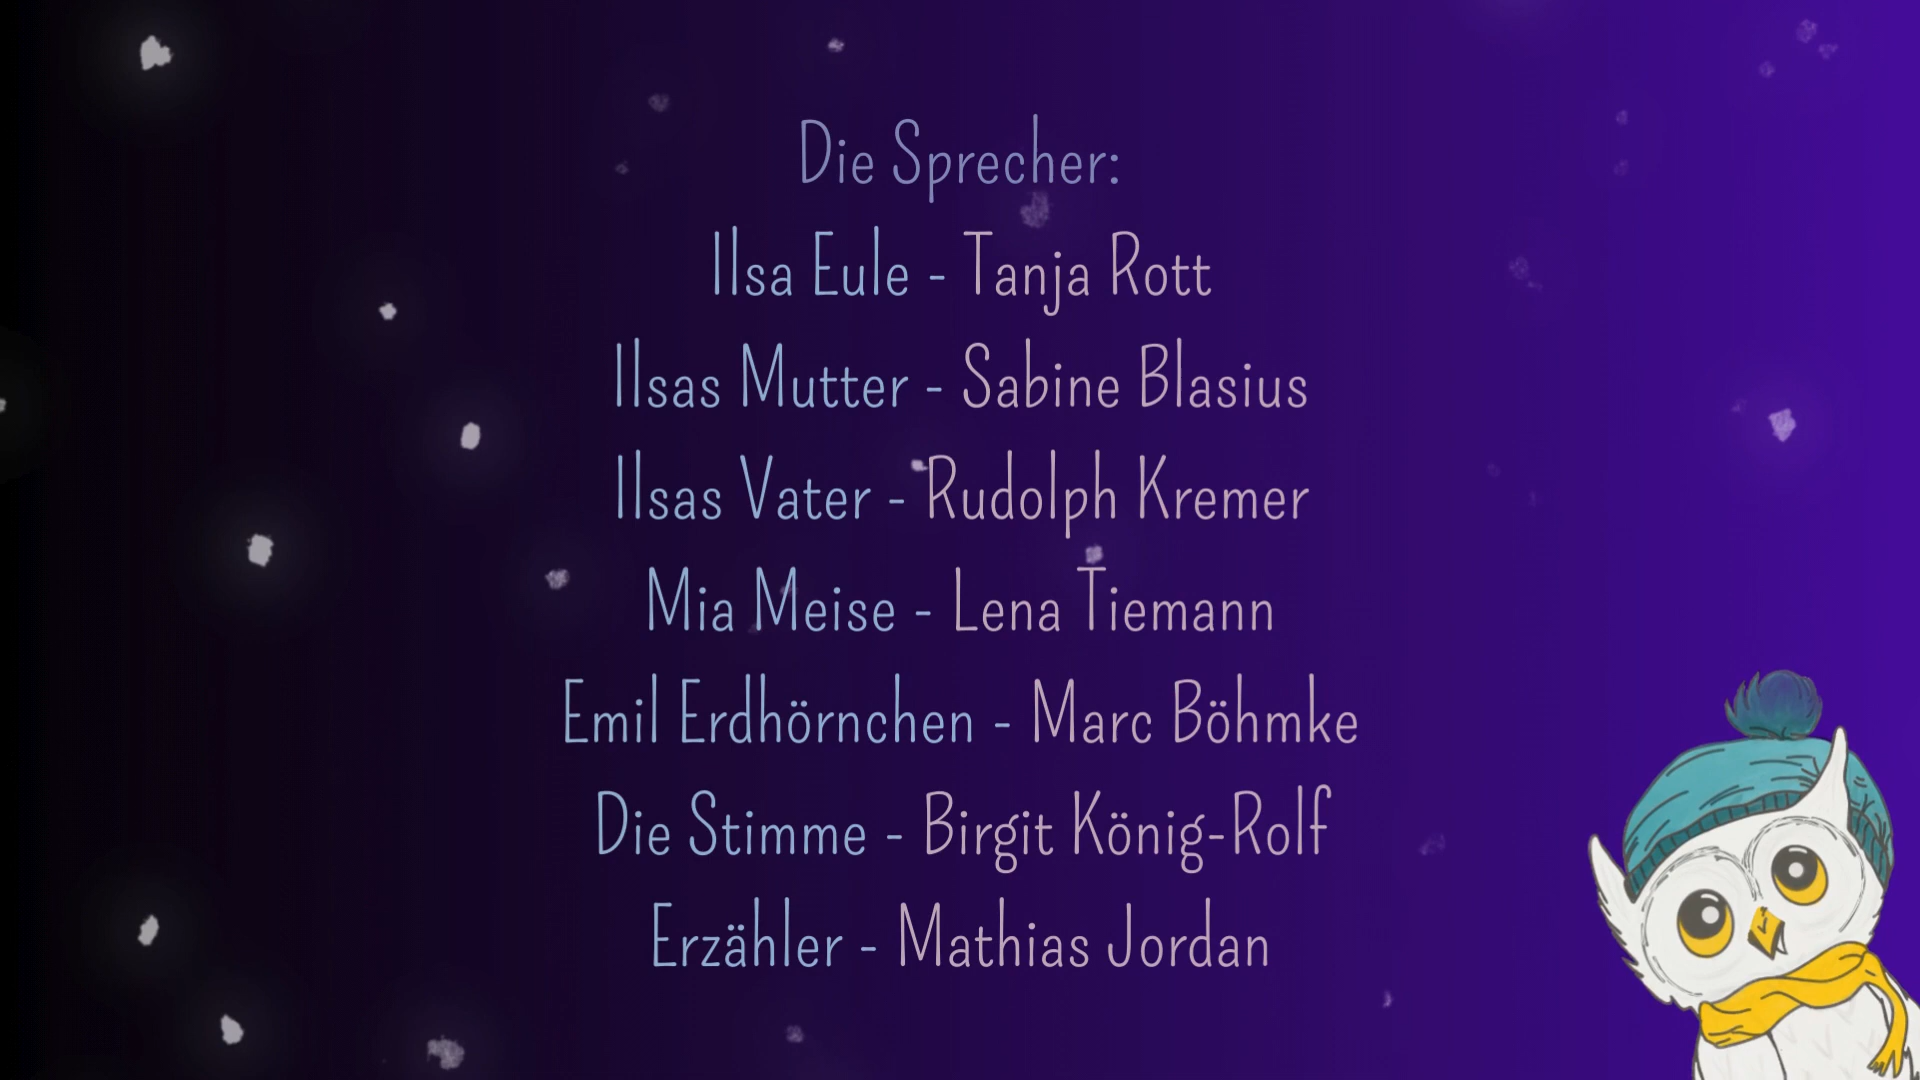 Die Sprecher:
Ilsa Eule - Tanja Rott
Ilsas Mutter - Sabine Blasius
Ilsas Vater - Rudolph Kremer
Mia Meise - Lena Tiemann
Emil Erdhörnchen - Marc Böhmke
Die Stimme - Birgit König-Rolf
Erzähler - Mathias Jordan